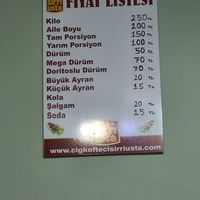 sırrı usta FİYAT LİSTESİ
Kilo 250 TL
Aile Boyu 200 TL
Tam Porsiyon 150 TL
Yarım Porsiyon 100 TL
Dürüm 50 TL
Mega Dürüm 70 TL
Doritoslu Dürüm 70 TL
Büyük Ayran 20 TL
Küçük Ayran 15 TL
Kola
Şalgam 20 TL
Soda 15 TL
www.cigkoftecisirriusta.com